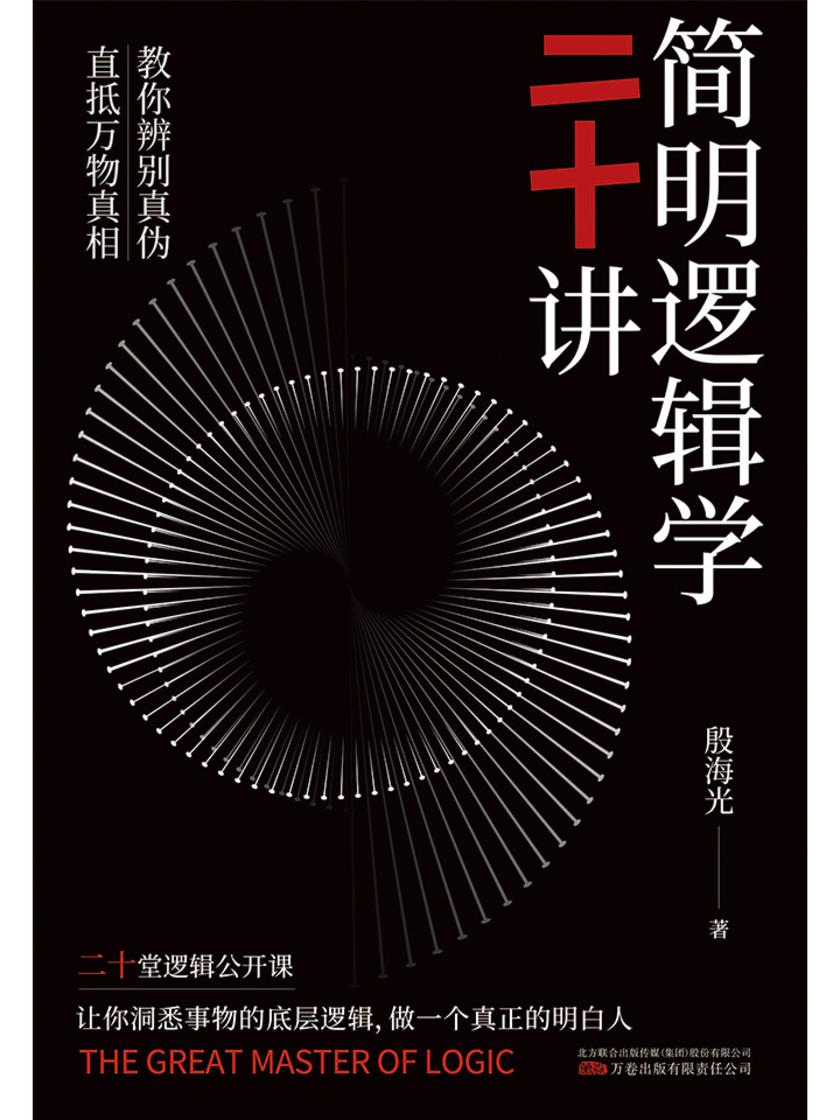 简明逻辑学
二十讲
教你辨别真伪
直抵万物真相
殷海光
著
二十堂逻辑公开课
让你洞悉事物的底层逻辑，做一个真正的明白人
THE GREAT MASTER OF LOGIC
北方联合出版传媒（集团）股份有限公司
万卷出版有限责任公司